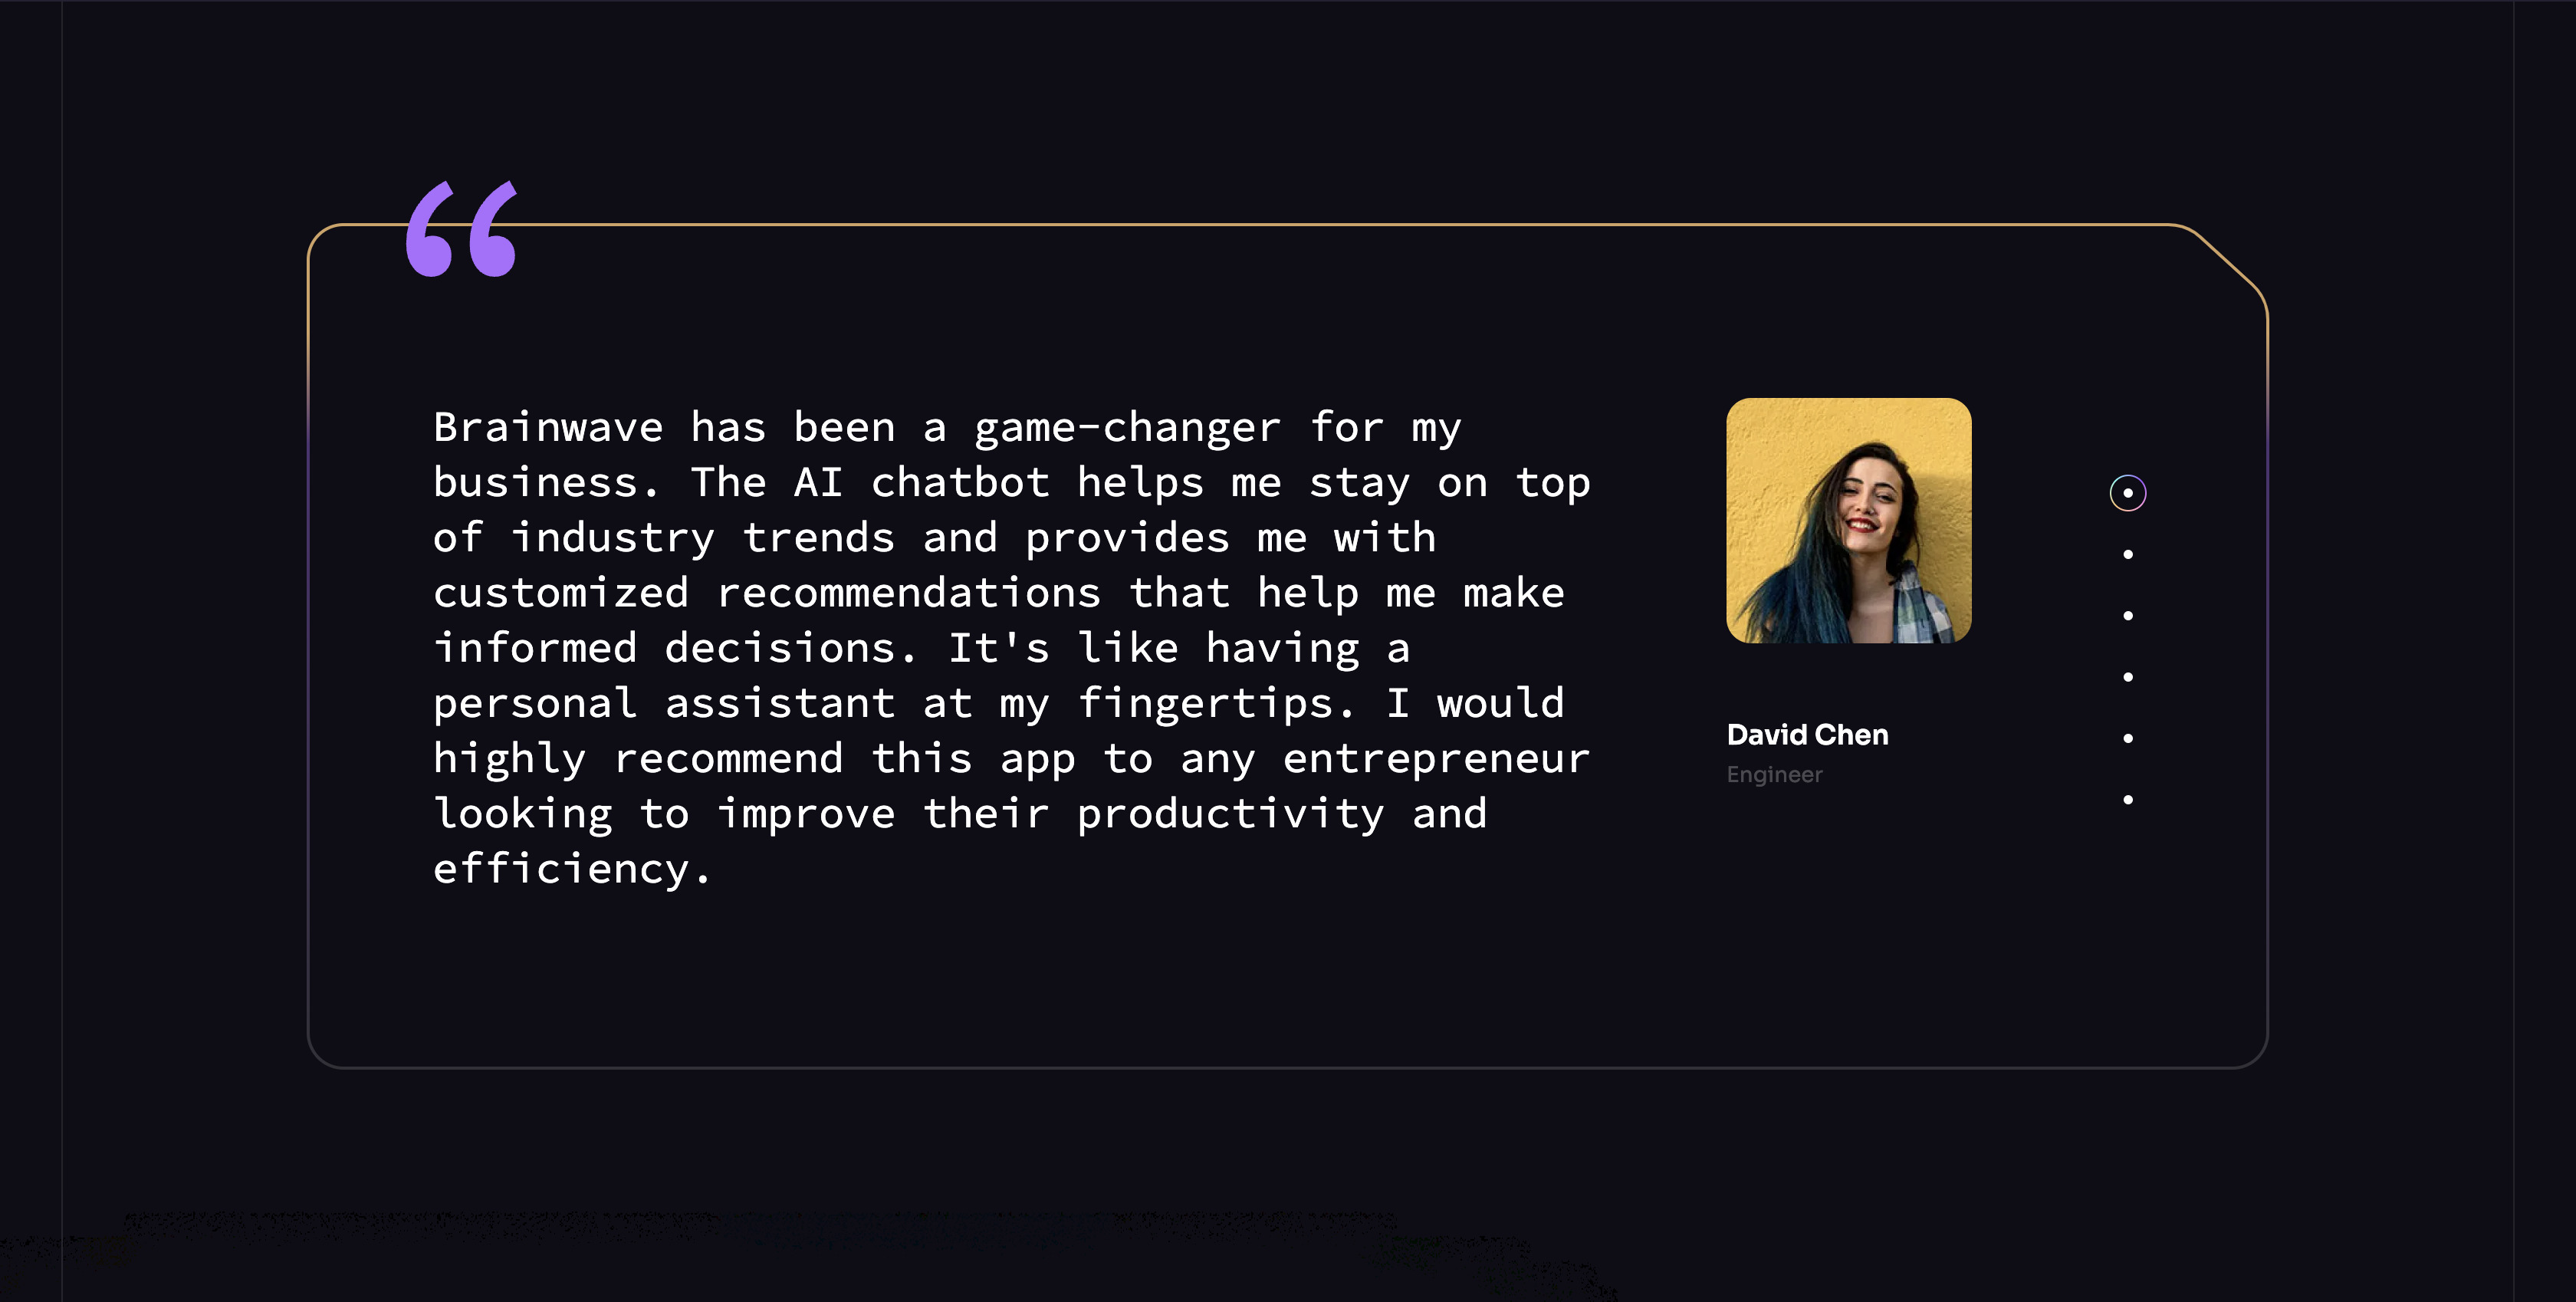 Brainwave has been a game-changer for my
business. The AI chatbot helps me stay on top
of industry trends and provides me with
customized recommendations that help me make
informed decisions. It's like having a
personal assistant at my fingertips. I would
highly recommend this app to any entrepreneur
looking to improve their productivity and
efficiency.
David Chen
Engineer